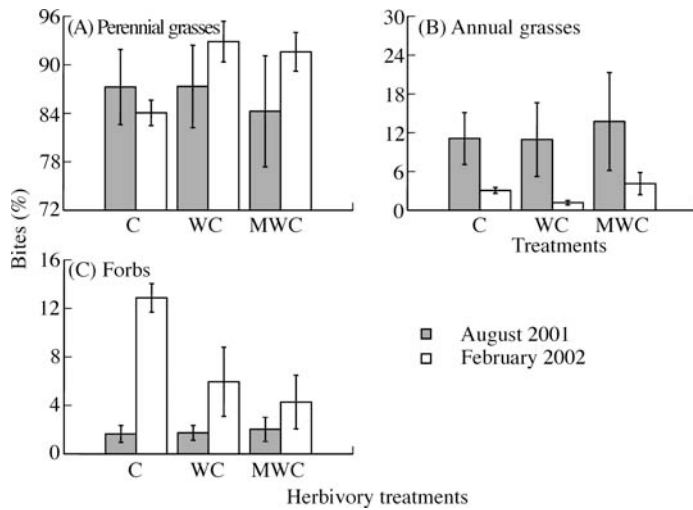 (A) Perennial grasses
96
90
84
78
72
C WC MWC
(B) Annual grasses
30
24
18
12
6
0
C WC MWC
Treatments
Bites (%)
(C) Forbs
16
12
8
4
0
C WC MWC
August 2001
February 2002
Herbivory treatments